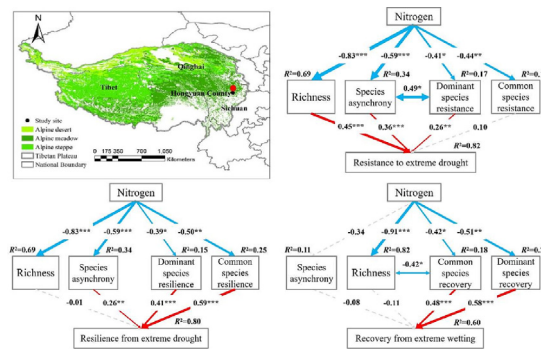 N
Qinghai
Tibet
Hongyuan County
Sichuan
Study site
Alpine desert
Alpine meadow
Alpine steppe
Tibetan Plateau
National Boundary
0 175 350 700 1,050
Kilometers
Nitrogen
-0.83*** -0.59*** -0.41* -0.44**
R²=0.69 R²=0.34 R²=0.17 R²=0.
Richness
Species
asynchrony
0.49*
Dominant
species
resistance
Common
species
resistance
0.45*** 0.36*** 0.26** 0.10
R²=0.82
Resistance to extreme drought
Nitrogen
-0.83*** -0.59*** -0.39* -0.50**
R²=0.69 R²=0.34 R²=0.15 R²=0.25
Richness
Species
asynchrony
Dominant
species
resilience
Common
species
resilience
-0.01 0.26** 0.41*** 0.59***
R²=0.80
Resilience from extreme drought
Nitrogen
-0.34 -0.91*** -0.42* -0.51**
R²=0.11 R²=0.82 R²=0.18 R²=0.
Species
asynchrony
Richness
-0.42*
Common
species
recovery
Dominant
species
recovery
-0.08 -0.11 0.48*** 0.58***
R²=0.60
Recovery from extreme wetting